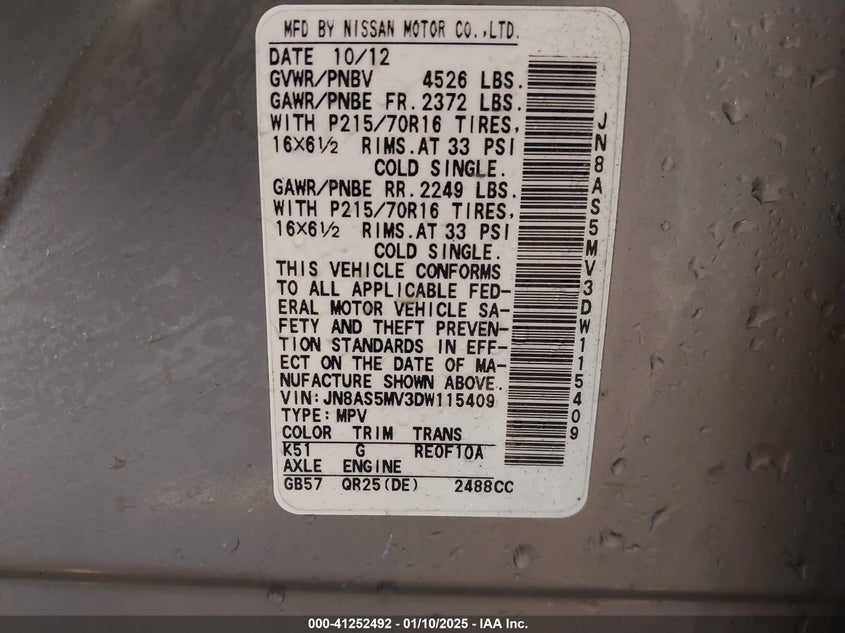 MFD BY NISSAN MOTOR CO.,LTD.
DATE 10/12
GVWR/PNBV 4526 LBS.
GAWR/PNBE FR. 2372 LBS.
WITH P215/70R16 TIRES,
16×6½ RIMS.AT 33 PSI
COLD SINGLE.
GAWR/PNBE RR. 2249 LBS.
WITH P215/70R16 TIRES,
16×6½ RIMS.AT 33 PSI
COLD SINGLE.
THIS VEHICLE CONFORMS
TO ALL APPLICABLE FED-
ERAL MOTOR VEHICLE SA-
FETY AND THEFT PREVEN-
TION STANDARDS IN EFF-
ECT ON THE DATE OF MA-
NUFACTURE SHOWN ABOVE.
VIN: JN8AS5MV3DW115409
TYPE: MPV
COLOR TRIM TRANS
K51 G RE0F10A
AXLE ENGINE
GB57 QR25(DE) 2488CC
JN8AS5MV3DW115409
000-41252492 — 01/10/2025 - IAA Inc.